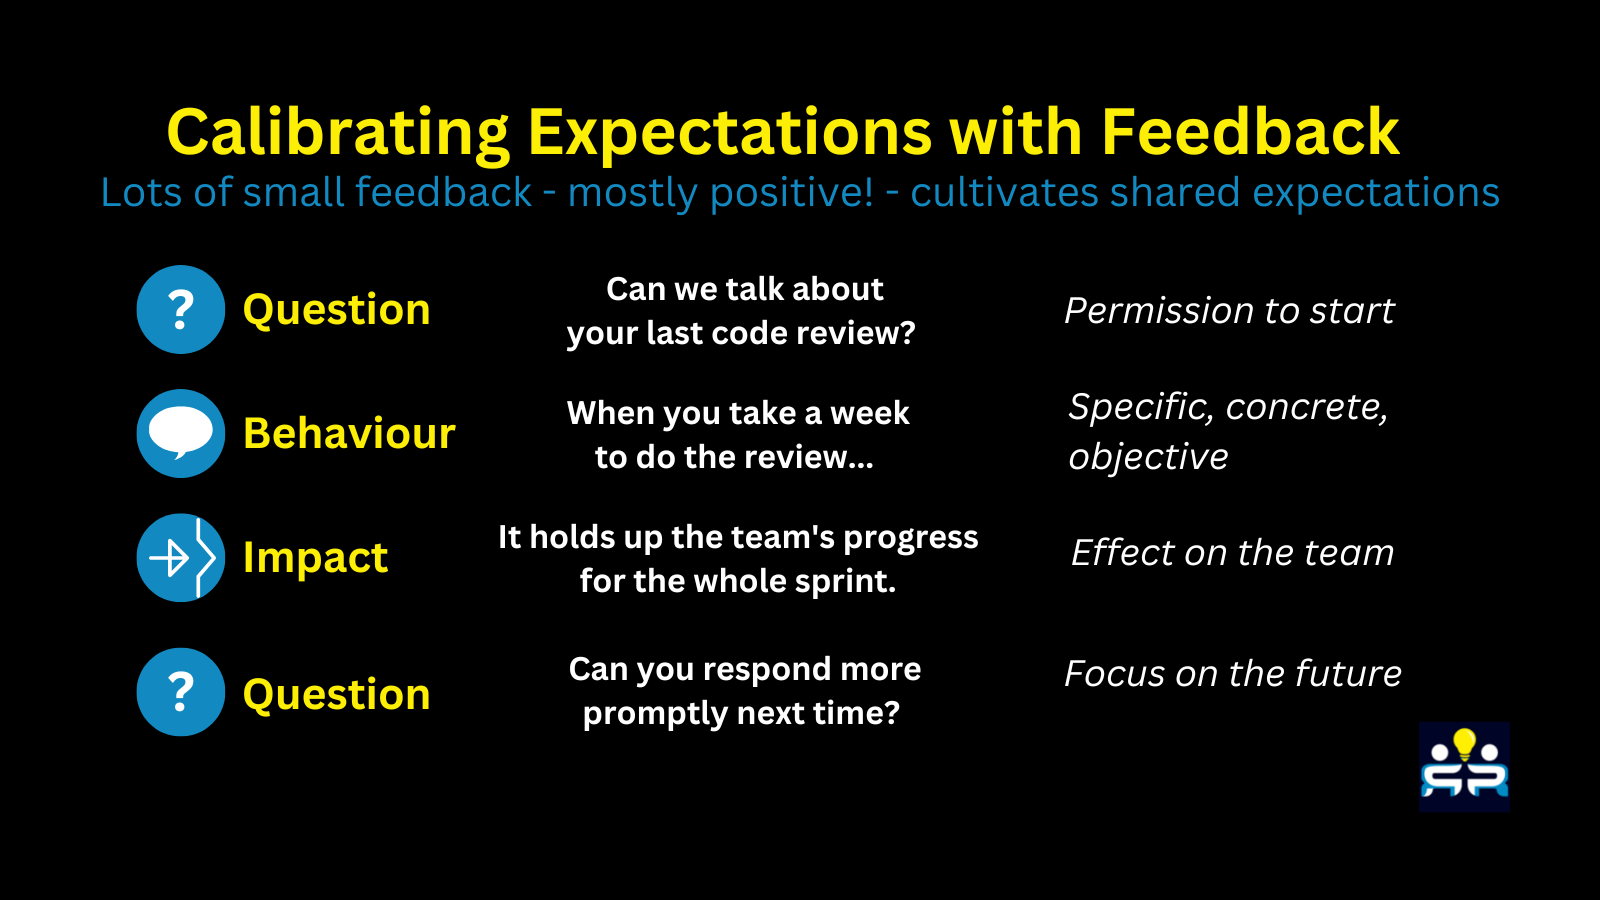 Calibrating Expectations with Feedback
Lots of small feedback - mostly positive! - cultivates shared expectations
? Question
Can we talk about
your last code review?
Permission to start
Behaviour
When you take a week
to do the review...
Specific, concrete,
objective
Impact
It holds up the team's progress
for the whole sprint.
Effect on the team
? Question
Can you respond more
promptly next time?
Focus on the future